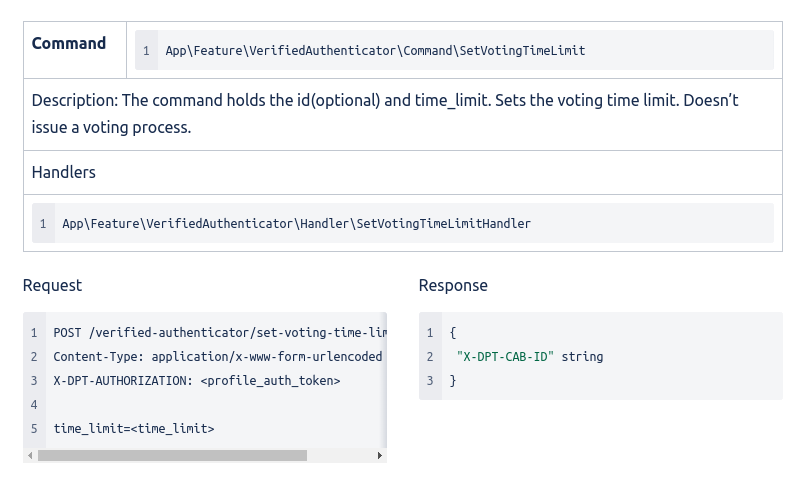 Command
1 App\Feature\VerifiedAuthenticator\Command\SetVotingTimeLimit
Description: The command holds the id(optional) and time_limit. Sets the voting time limit. Doesn’t
issue a voting process.
Handlers
1 App\Feature\VerifiedAuthenticator\Handler\SetVotingTimeLimitHandler
Request
1 POST /verified-authenticator/set-voting-time-lim
2 Content-Type: application/x-www-form-urlencoded
3 X-DPT-AUTHORIZATION: <profile_auth_token>
4
5 time_limit=<time_limit>
Response
1 {
2 "X-DPT-CAB-ID" string
3 }